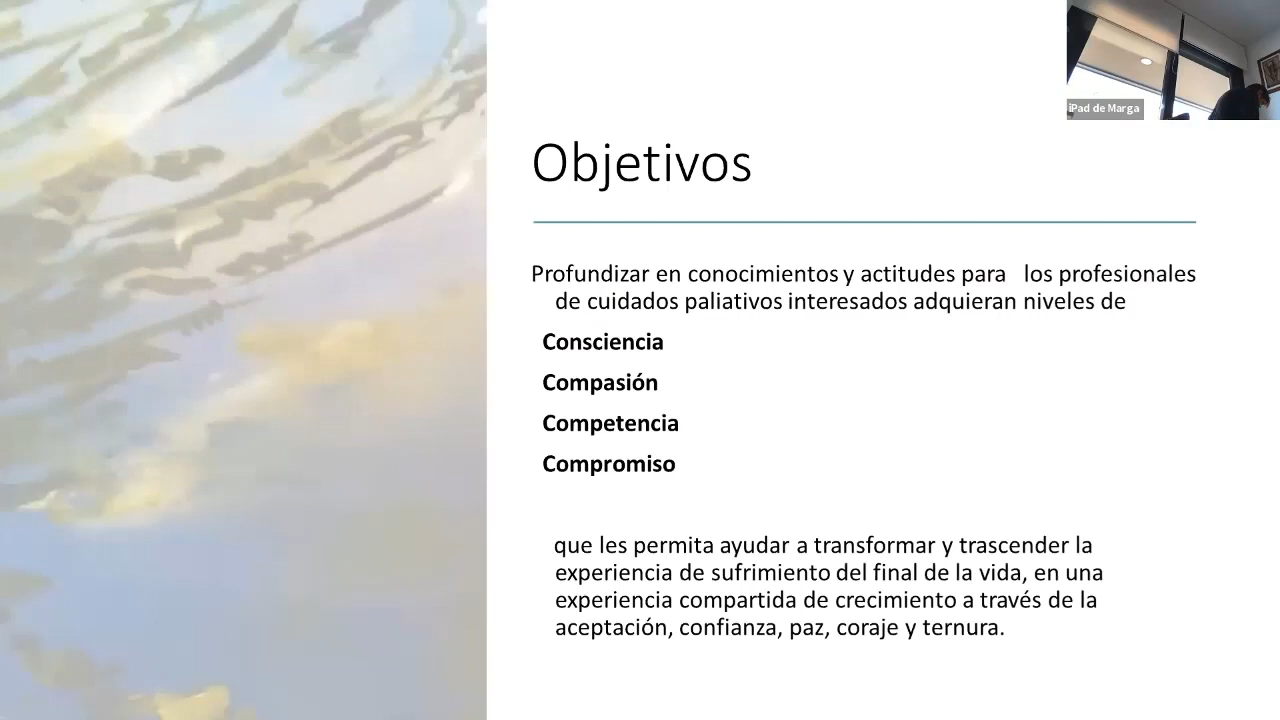 iPad de Marga
Objetivos
Profundizar en conocimientos y actitudes para los profesionales
de cuidados paliativos interesados adquieran niveles de
Consciencia
Compasión
Competencia
Compromiso
que les permita ayudar a transformar y trascender la
experiencia de sufrimiento del final de la vida, en una
experiencia compartida de crecimiento a través de la
aceptación, confianza, paz, coraje y ternura.